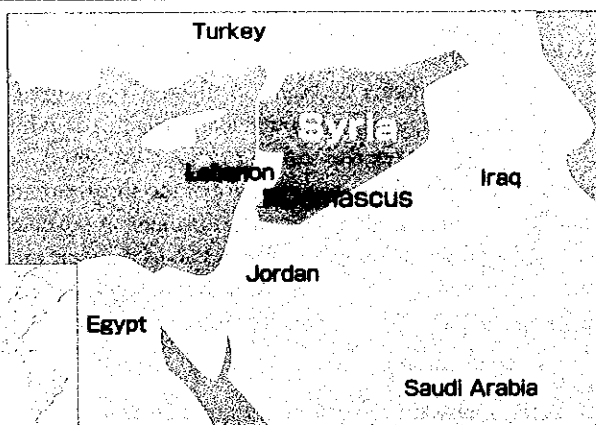 Turkey
Syria
Lebanon
Iraq
Damascus
Jordan
Egypt
Saudi Arabia